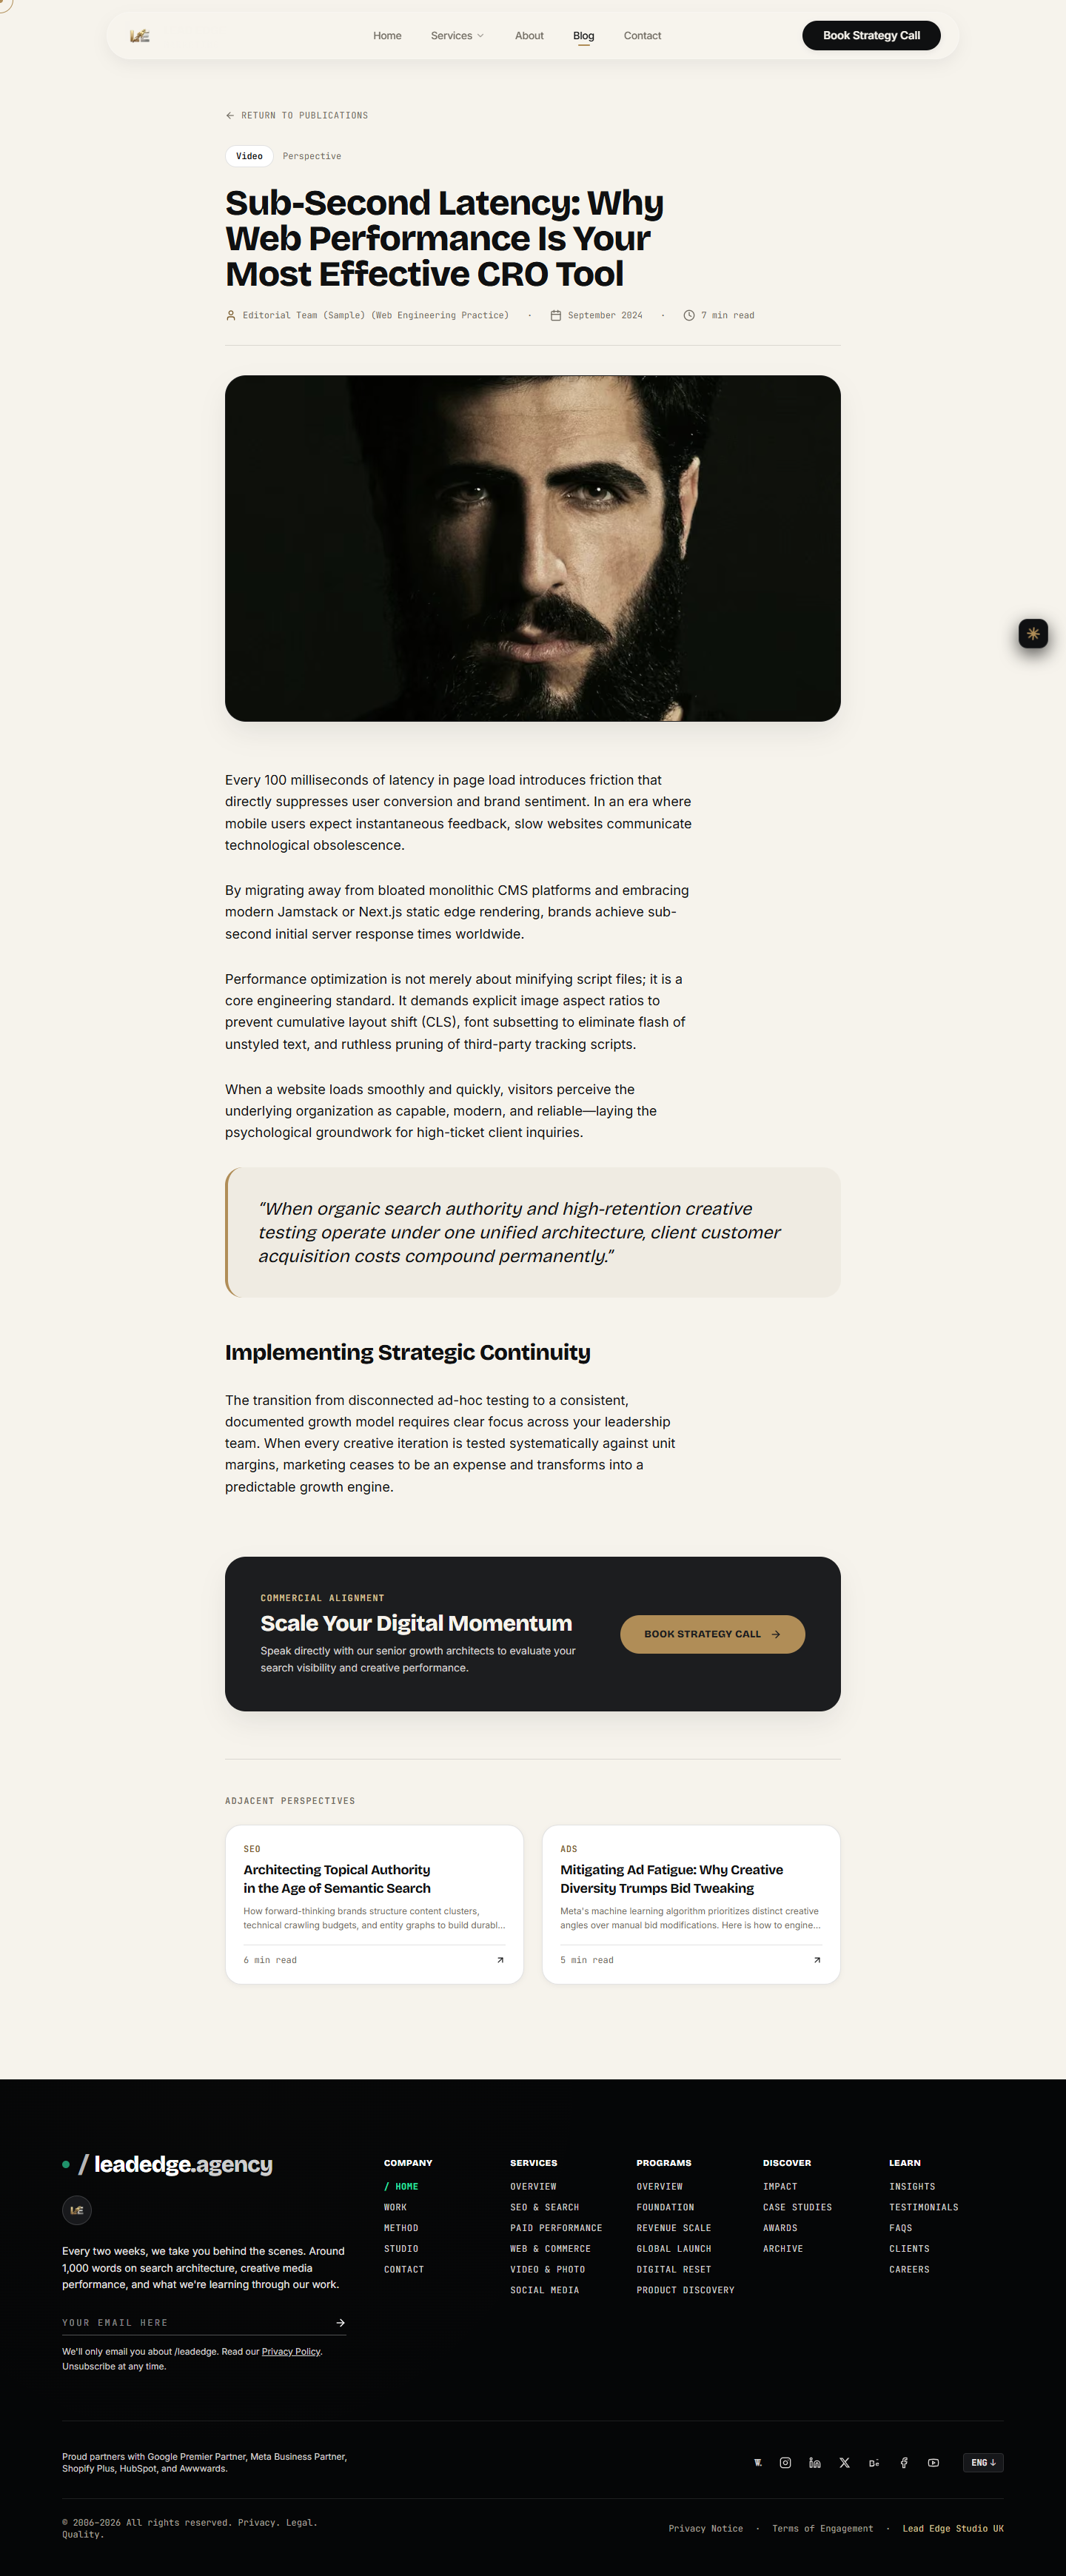 LE
Home Services About Blog Contact Book Strategy Call
RETURN TO PUBLICATIONS
Video Perspective
Sub-Second Latency: Why
Web Performance Is Your
Most Effective CRO Tool
Editorial Team (Sample) (Web Engineering Practice) · September 2024 · 7 min read
Every 100 milliseconds of latency in page load introduces friction that
directly suppresses user conversion and brand sentiment. In an era where
mobile users expect instantaneous feedback, slow websites communicate
technological obsolescence.
By migrating away from bloated monolithic CMS platforms and embracing
modern Jamstack or Next.js static edge rendering, brands achieve sub-
second initial server response times worldwide.
Performance optimization is not merely about minifying script files; it is a
core engineering standard. It demands explicit image aspect ratios to
prevent cumulative layout shift (CLS), font subsetting to eliminate flash of
unstyled text, and ruthless pruning of third-party tracking scripts.
When a website loads smoothly and quickly, visitors perceive the
underlying organization as capable, modern, and reliable—laying the
psychological groundwork for high-ticket client inquiries.
"When organic search authority and high-retention creative
testing operate under one unified architecture, client customer
acquisition costs compound permanently."
Implementing Strategic Continuity
The transition from disconnected ad-hoc testing to a consistent,
documented growth model requires clear focus across your leadership
team. When every creative iteration is tested systematically against unit
margins, marketing ceases to be an expense and transforms into a
predictable growth engine.
COMMERCIAL ALIGNMENT
Scale Your Digital Momentum
Speak directly with our senior growth architects to evaluate your
search visibility and creative performance.
BOOK STRATEGY CALL
ADJACENT PERSPECTIVES
SEO
Architecting Topical Authority
in the Age of Semantic Search
How forward-thinking brands structure content clusters,
technical crawling budgets, and entity graphs to build durabl...
6 min read
ADS
Mitigating Ad Fatigue: Why Creative
Diversity Trumps Bid Tweaking
Meta's machine learning algorithm prioritizes distinct creative
angles over manual bid modifications. Here is how to engine...
5 min read
/ leadedge.agency
LE
Every two weeks, we take you behind the scenes. Around
1,000 words on search architecture, creative media
performance, and what we're learning through our work.
YOUR EMAIL HERE
We'll only email you about /leadedge. Read our Privacy Policy.
Unsubscribe at any time.
COMPANY
/ HOME
WORK
METHOD
STUDIO
CONTACT
SERVICES
OVERVIEW
SEO & SEARCH
PAID PERFORMANCE
WEB & COMMERCE
VIDEO & PHOTO
SOCIAL MEDIA
PROGRAMS
OVERVIEW
FOUNDATION
REVENUE SCALE
GLOBAL LAUNCH
DIGITAL RESET
PRODUCT DISCOVERY
DISCOVER
IMPACT
CASE STUDIES
AWARDS
ARCHIVE
LEARN
INSIGHTS
TESTIMONIALS
FAQS
CLIENTS
CAREERS
Proud partners with Google Premier Partner, Meta Business Partner,
Shopify Plus, HubSpot, and Awwwards.
W. ENG
© 2006–2026 All rights reserved. Privacy. Legal.
Quality.
Privacy Notice · Terms of Engagement · Lead Edge Studio UK